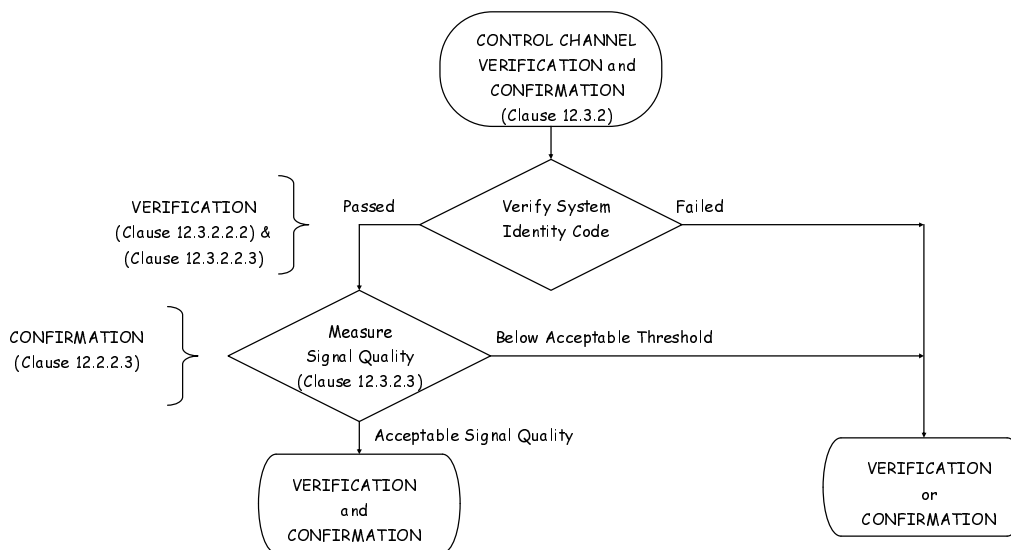 CONTROL CHANNEL
VERIFICATION and
CONFIRMATION
(Clause 12.3.2)
VERIFICATION
(Clause 12.3.2.2.2) &
(Clause 12.3.2.2.3)
Passed
Verify System
Identity Code
Failed
CONFIRMATION
(Clause 12.2.2.3)
Measure
Signal Quality
(Clause 12.3.2.3)
Below Acceptable Threshold
Acceptable Signal Quality
VERIFICATION
and
CONFIRMATION
VERIFICATION
or
CONFIRMATION